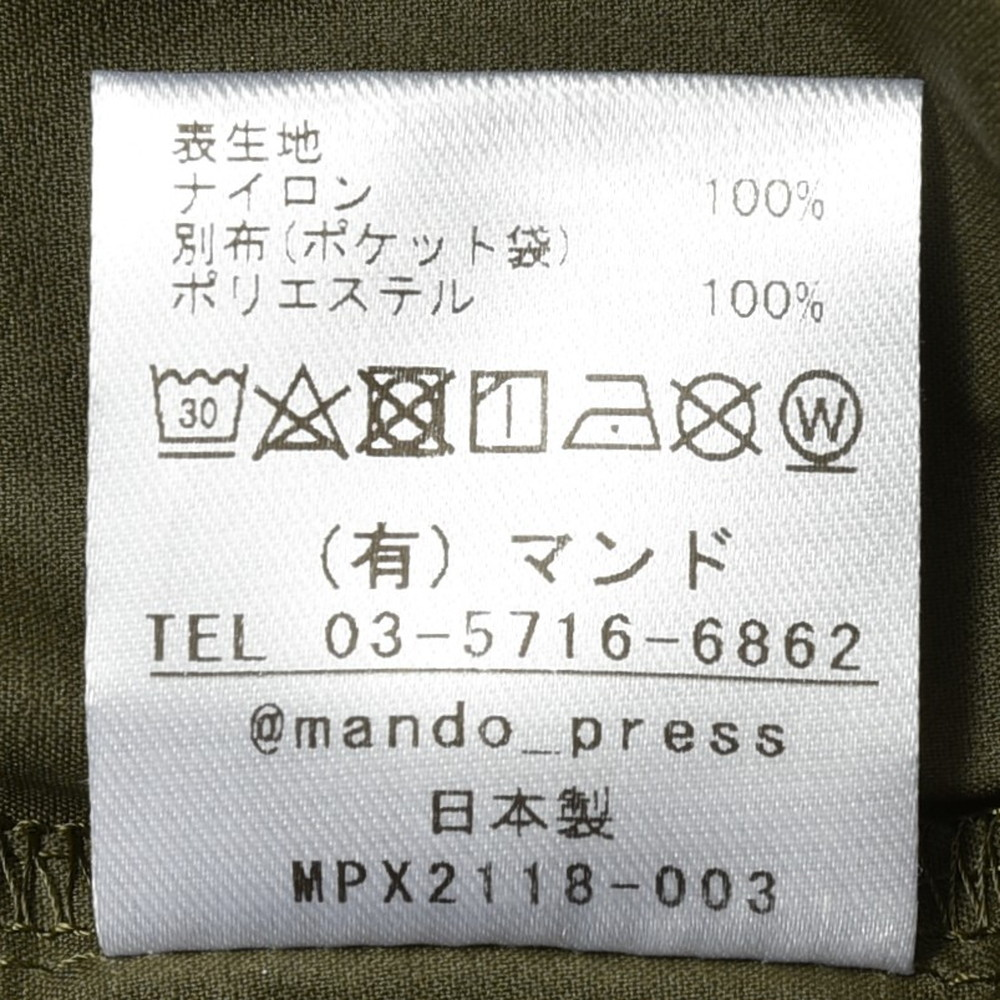 表生地
ナイロン 100%
別布(ポケット袋)
ポリエステル 100%
30 W
(有) マンド
TEL 03-5716-6862
@mando_press
日本製
MPX2118-003